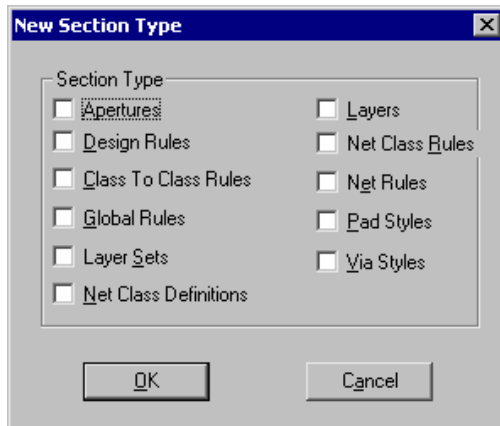 New Section Type
Section Type
Apertures
Layers
Design Rules
Net Class Rules
Class To Class Rules
Net Rules
Global Rules
Pad Styles
Layer Sets
Via Styles
Net Class Definitions
OK
Cancel